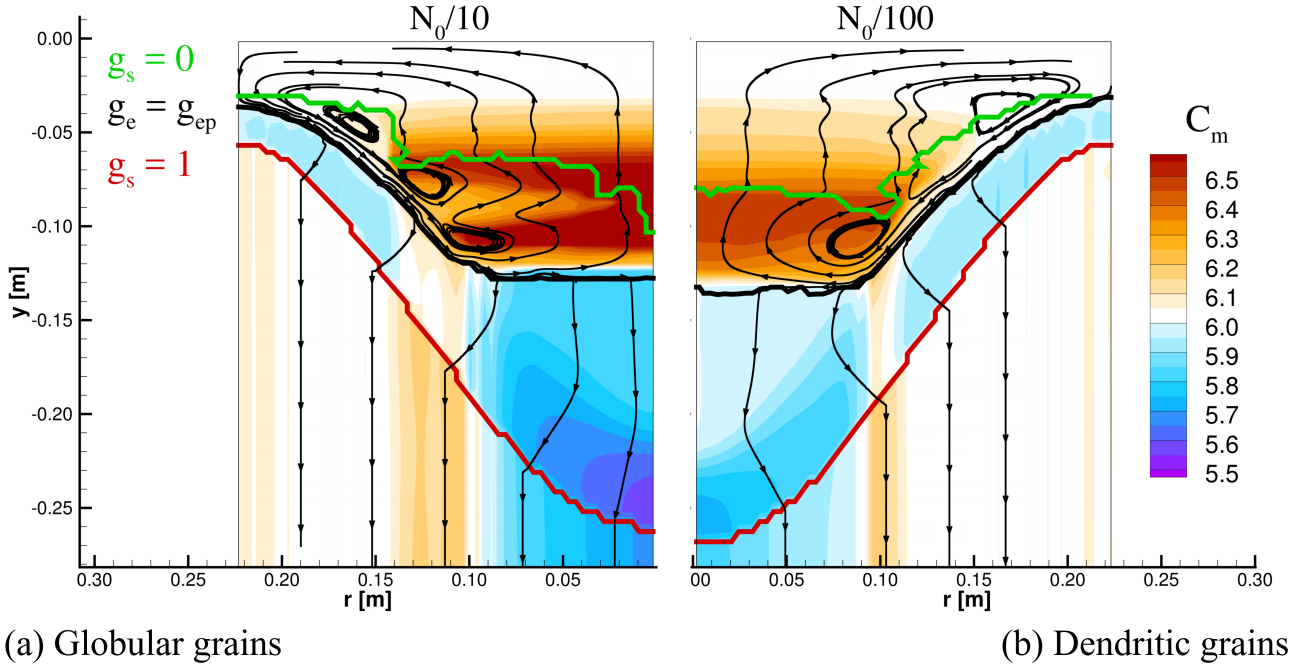 N₀/10
N₀/100
0.00
-0.05
-0.10
-0.15
-0.20
-0.25
y [m]
gₛ = 0
gₑ = gₑₚ
gₛ = 1
Cₘ
6.5
6.4
6.3
6.2
6.1
6.0
5.9
5.8
5.7
5.6
5.5
0.30
0.25
0.20
0.15
0.10
0.05
00
0.05
0.10
0.15
0.20
0.30
r [m]
r [m]
(a) Globular grains
(b) Dendritic grains